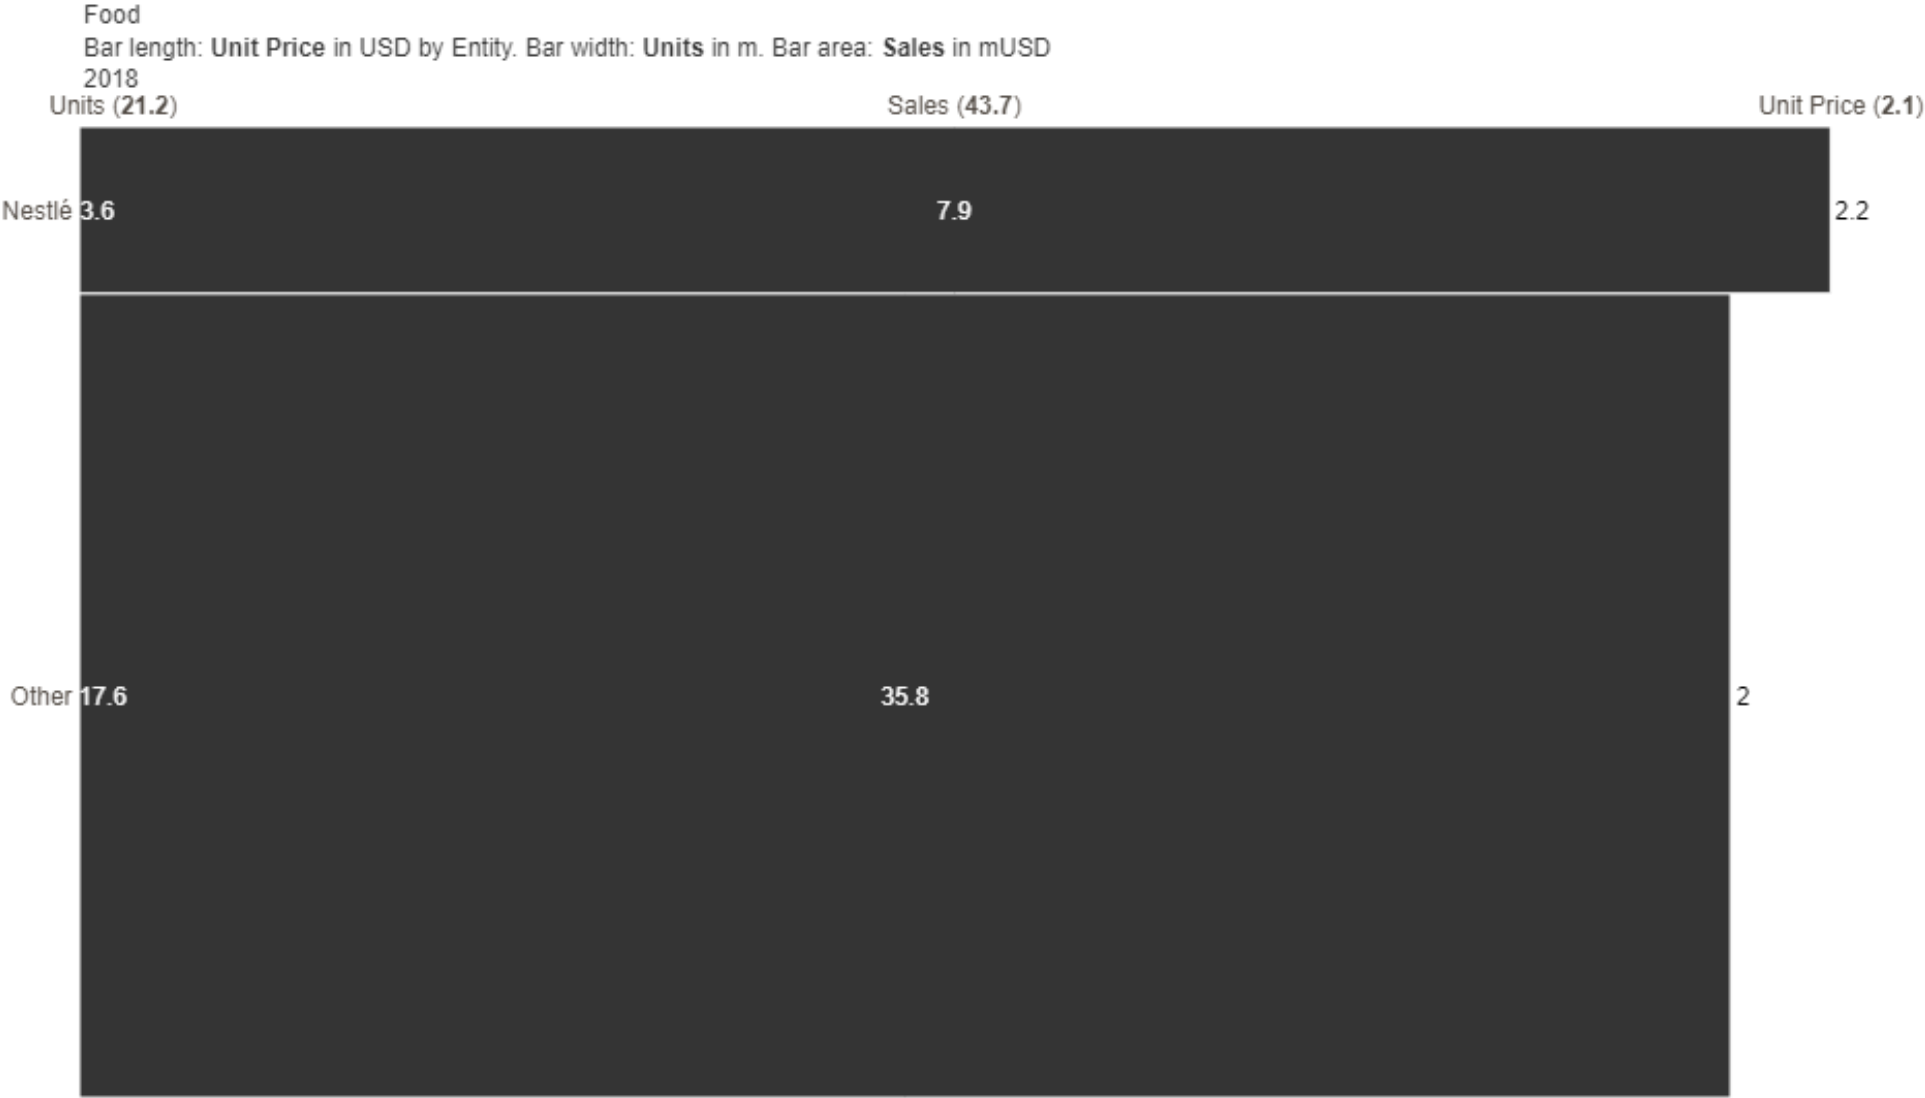 Food
Bar length: Unit Price in USD by Entity. Bar width: Units in m. Bar area: Sales in mUSD
2018
Units (21.2) Sales (43.7) Unit Price (2.1)
Nestlé 3.6 7.9 2.2
Other 17.6 35.8 2